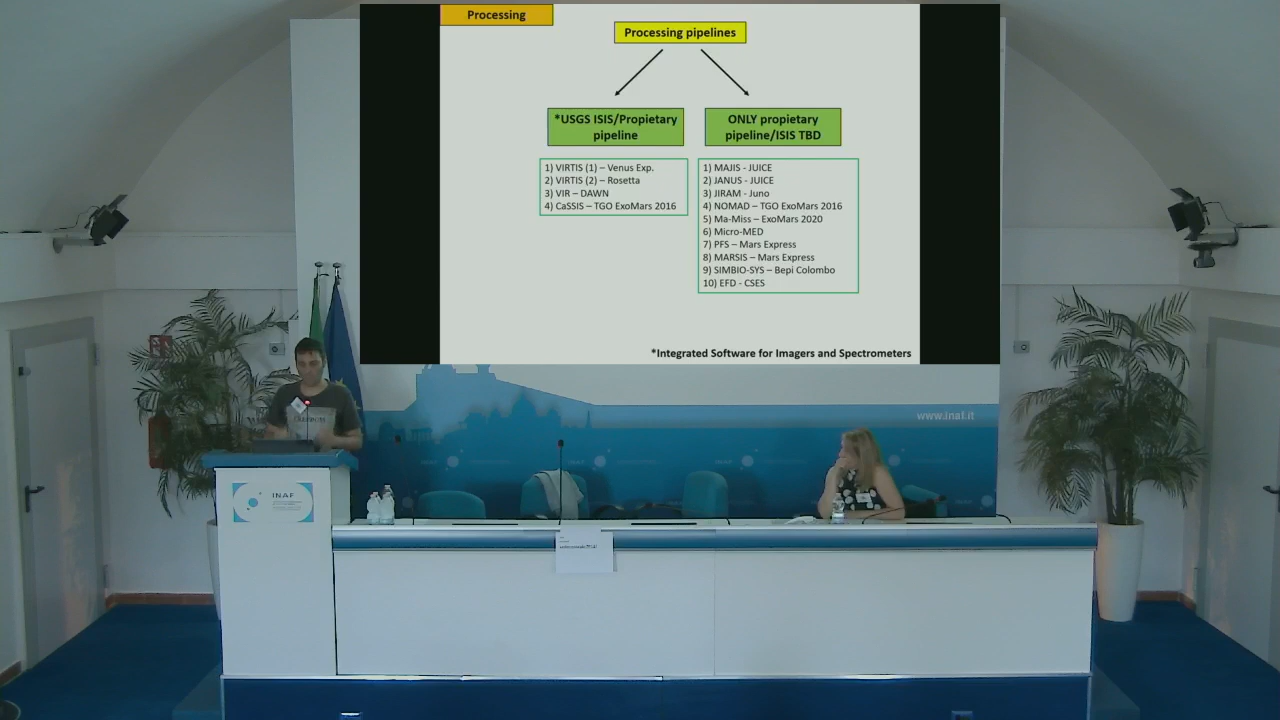 Processing
Processing pipelines
*USGS ISIS/Propietary
pipeline
ONLY propietary
pipeline/ISIS TBD
1) VIRTIS (1) – Venus Exp.
2) VIRTIS (2) – Rosetta
3) VIR – DAWN
4) CaSSIS – TGO ExoMars 2016
1) MAJIS - JUICE
2) JANUS - JUICE
3) JIRAM - Juno
4) NOMAD – TGO ExoMars 2016
5) Ma-Miss – ExoMars 2020
6) Micro-MED
7) PFS – Mars Express
8) MARSIS – Mars Express
9) SIMBIO-SYS – Bepi Colombo
10) EFD - CSES
*Integrated Software for Imagers and Spectrometers
www.inaf.it
INAF